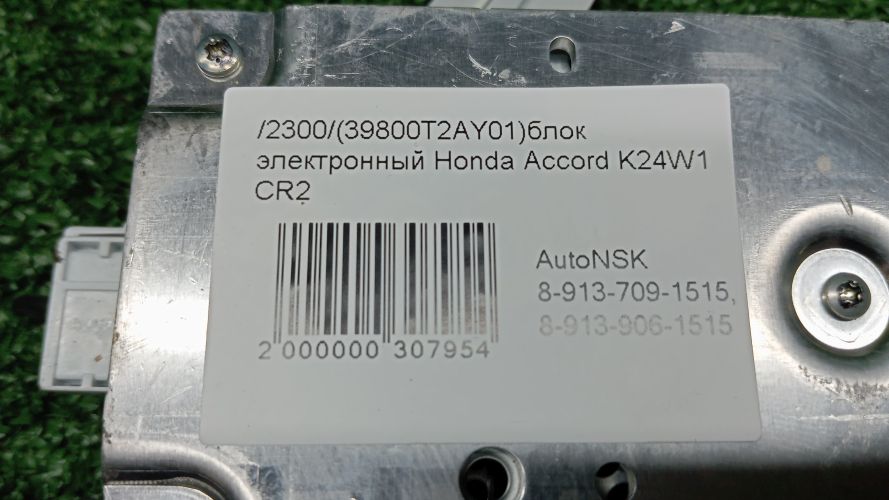 /2300/(39800T2AY01)блок
электронный Honda Accord K24W1
CR2
AutoNSK
8-913-709-1515,
8-913-906-1515
2 000000 307954